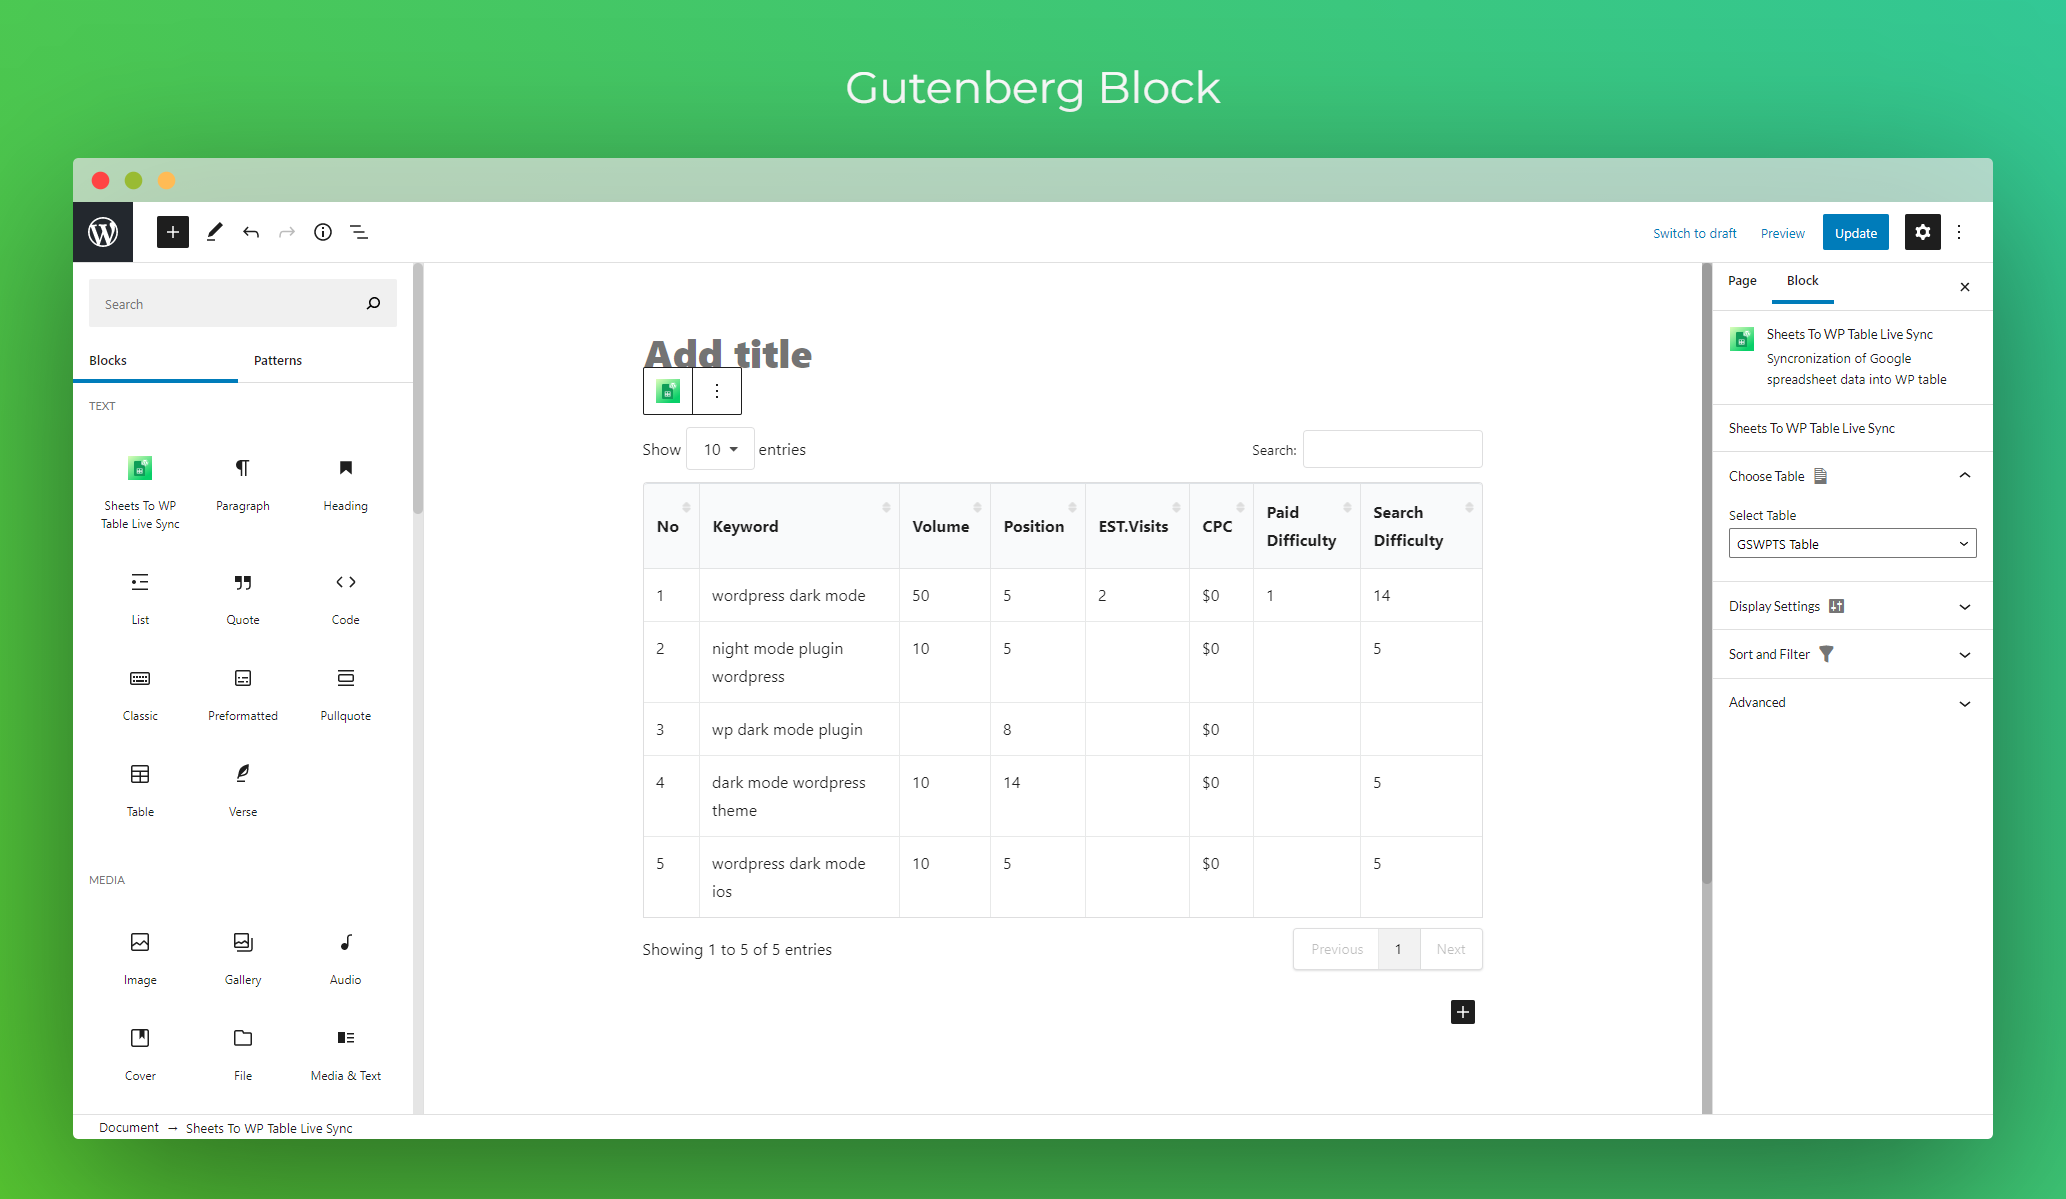 Gutenberg Block
Switch to draft
Preview
Update
Search
Blocks
Patterns
TEXT
Sheets To WP
Table Live Sync
Paragraph
Heading
List
Quote
Code
Classic
Preformatted
Pullquote
Table
Verse
MEDIA
Image
Gallery
Audio
Cover
File
Media & Text
Add title
Show 10 entries
Search:
No Keyword Volume Position EST.Visits CPC Paid Difficulty Search Difficulty
1 wordpress dark mode 50 5 2 $0 1 14
2 night mode plugin wordpress 10 5 $0 5
3 wp dark mode plugin 8 $0
4 dark mode wordpress theme 10 14 $0 5
5 wordpress dark mode ios 10 5 $0 5
Showing 1 to 5 of 5 entries
Previous 1 Next
Page
Block
Sheets To WP Table Live Sync
Syncronization of Google
spreadsheet data into WP table
Sheets To WP Table Live Sync
Choose Table
Select Table
GSWPTS Table
Display Settings
Sort and Filter
Advanced
Document → Sheets To WP Table Live Sync